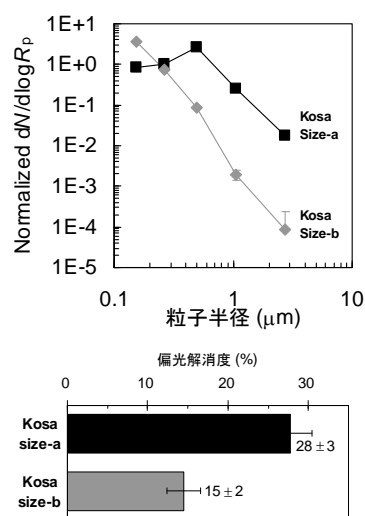 Normalized dN/dlogRp
1E+1
1E+0
1E-1
1E-2
1E-3
1E-4
1E-5
Kosa
Size-a
Kosa
Size-b
0.1
1
10
粒子半径 (μm)
偏光解消度 (%)
0
10
20
30
Kosa
size-a
28±3
Kosa
size-b
15±2